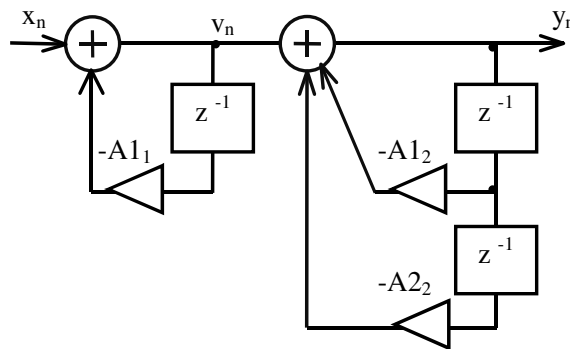 xₙ
vₙ
yₙ
+
+
z⁻¹
z⁻¹
-A1₁
-A1₂
z⁻¹
-A2₂